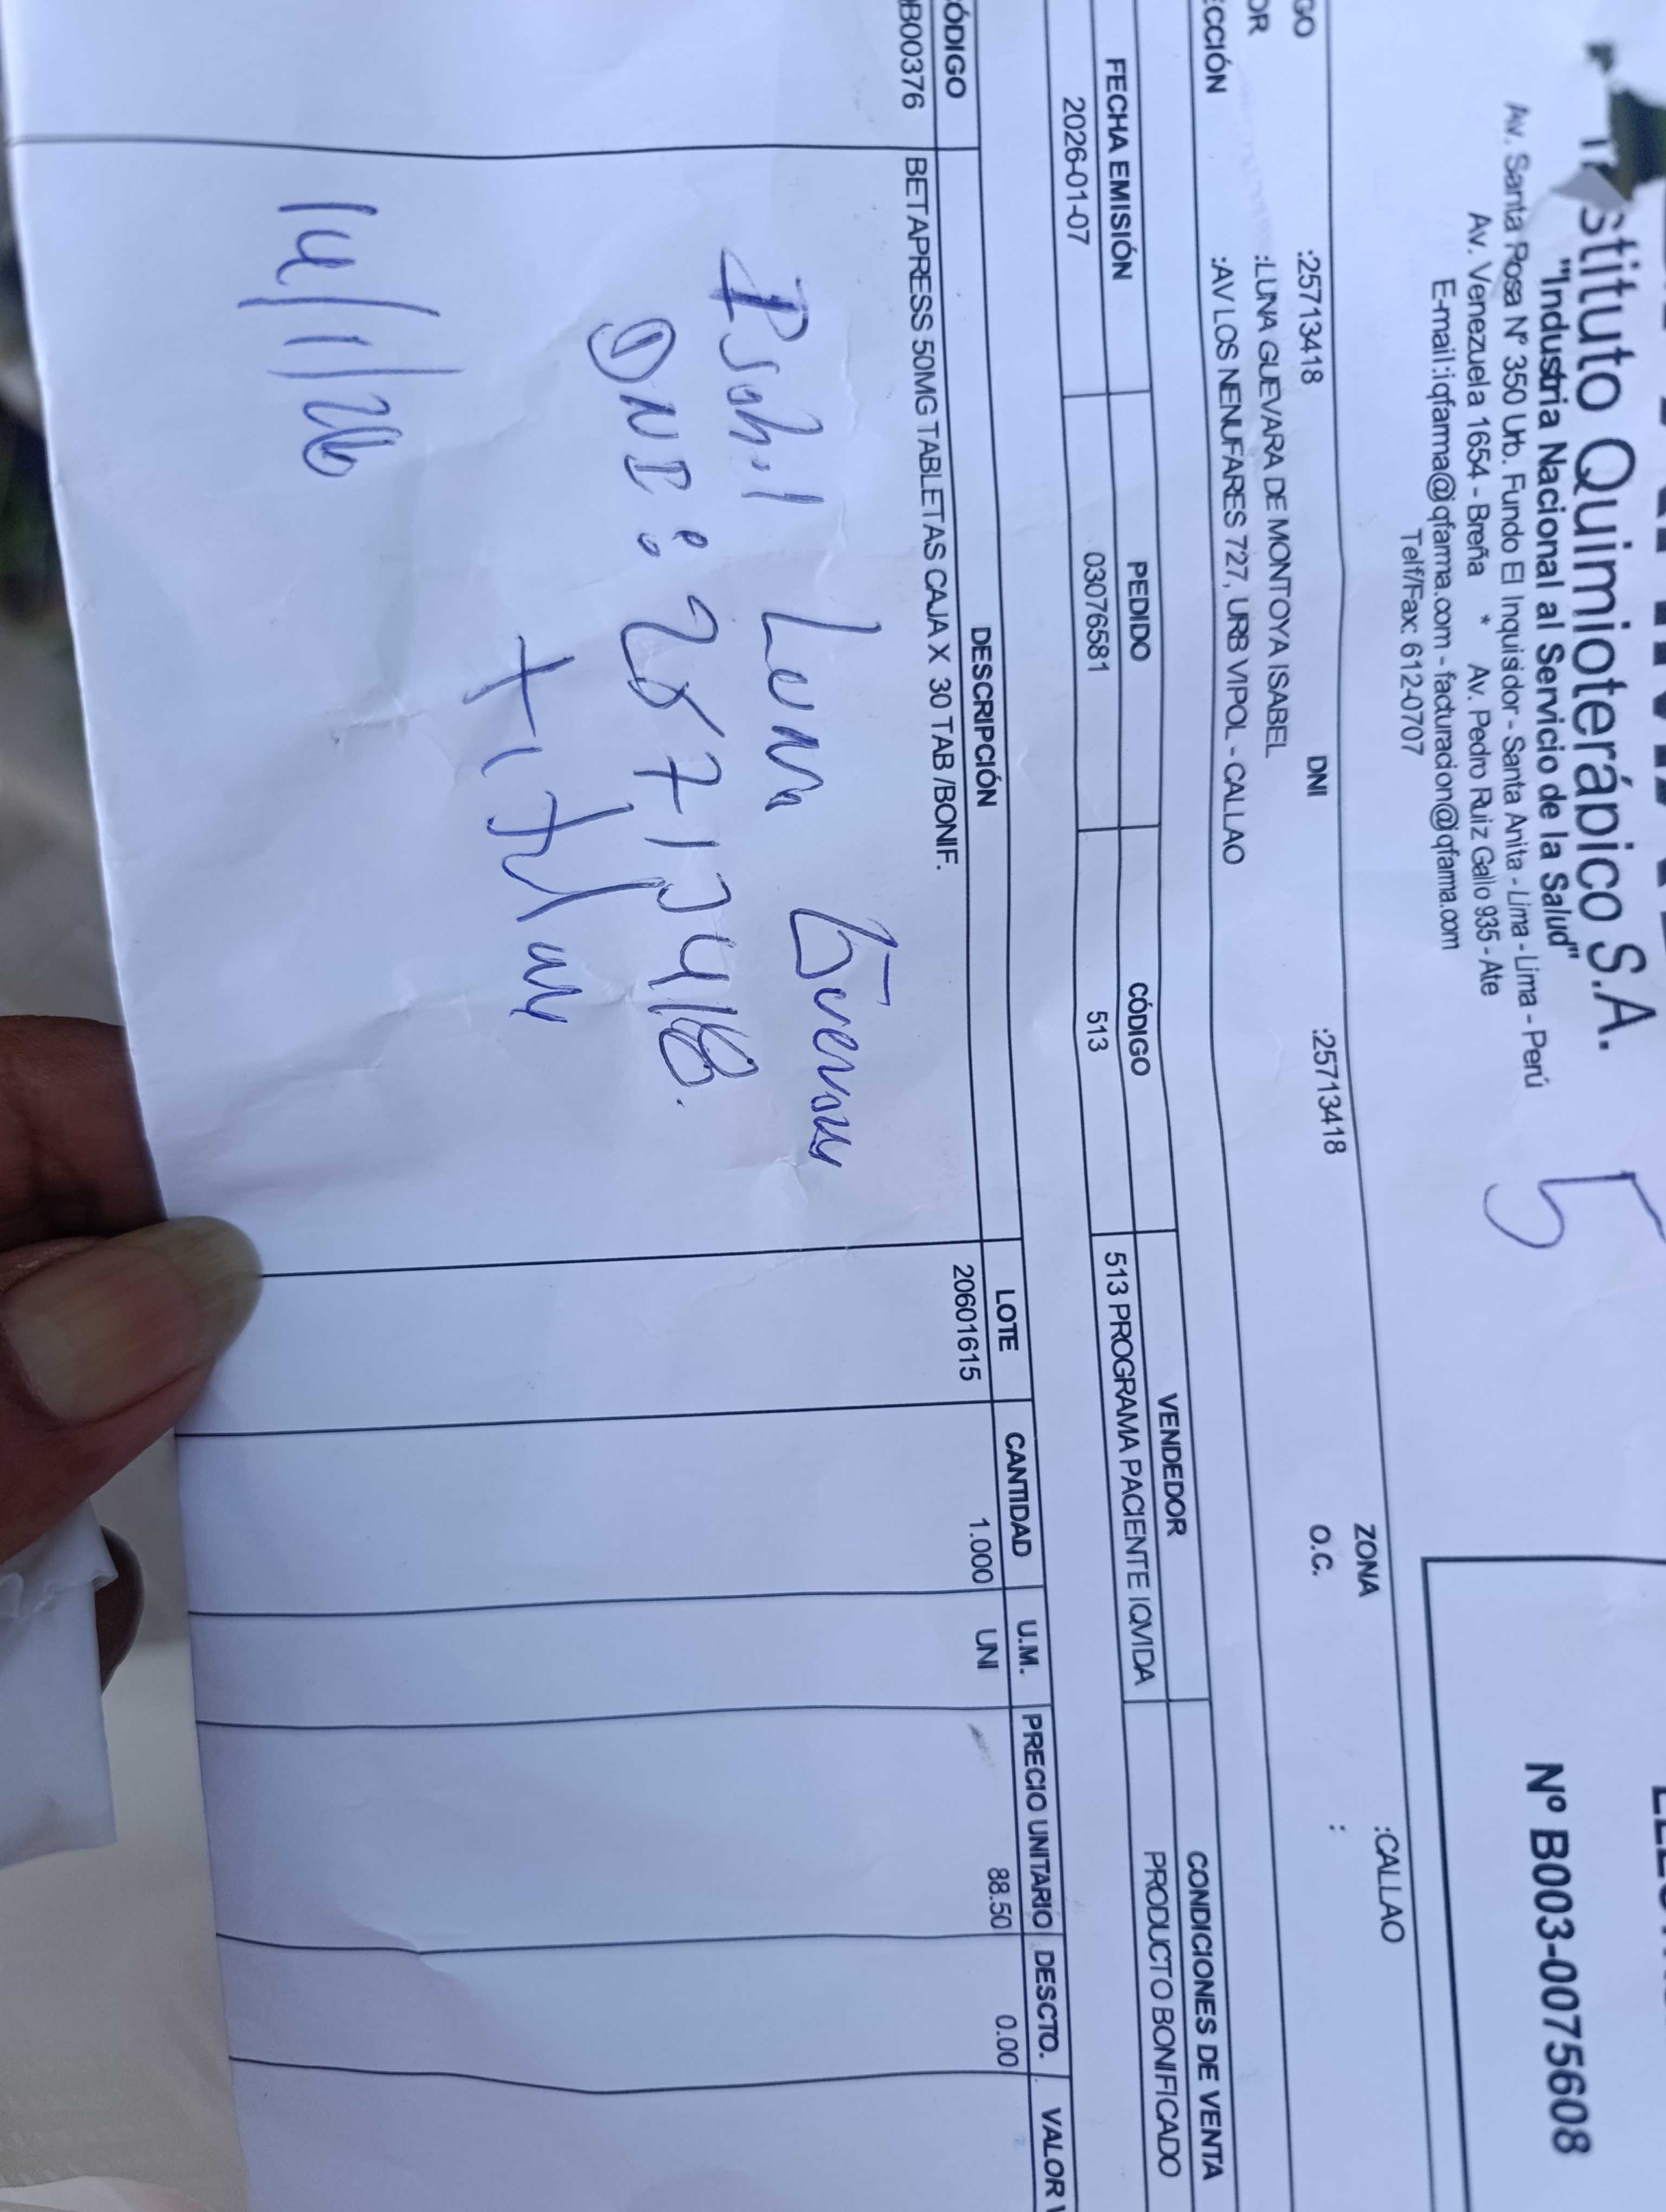 stituto Quimioterápico S.A.
"Industria Nacional al Servicio de la Salud"
Av. Santa Rosa Nº 350 Urb. Fundo El Inquisidor - Santa Anita - Lima - Lima - Perú
Av. Venezuela 1654 - Breña * Av. Pedro Ruiz Gallo 935 - Ate
E-mail:iqfarma@iqfarma.com - facturacion@iqfarma.com
Telf/Fax: 612-0707
5
Nº B003-0075608
GO :25713418 DNI :25713418 ZONA :CALLAO
OR :LUNA GUEVARA DE MONTOYA ISABEL O.C. :
ECCIÓN :AV LOS NENUFARES 727, URB VIPOL - CALLAO
FECHA EMISIÓN PEDIDO CÓDIGO VENDEDOR CONDICIONES DE VENTA
2026-01-07 03076581 513 513 PROGRAMA PACIENTE IQVIDA PRODUCTO BONIFICADO
CÓDIGO DESCRIPCIÓN LOTE CANTIDAD U.M. PRECIO UNITARIO DESCTO. VALOR V
B00376 BETAPRESS 50MG TABLETAS CAJA X 30 TAB /BONIF. 20601615 1.000 UNI 88.50 0.00
Isabel Luna Guevara
DNI: 25713418.
Titular
14/1/26